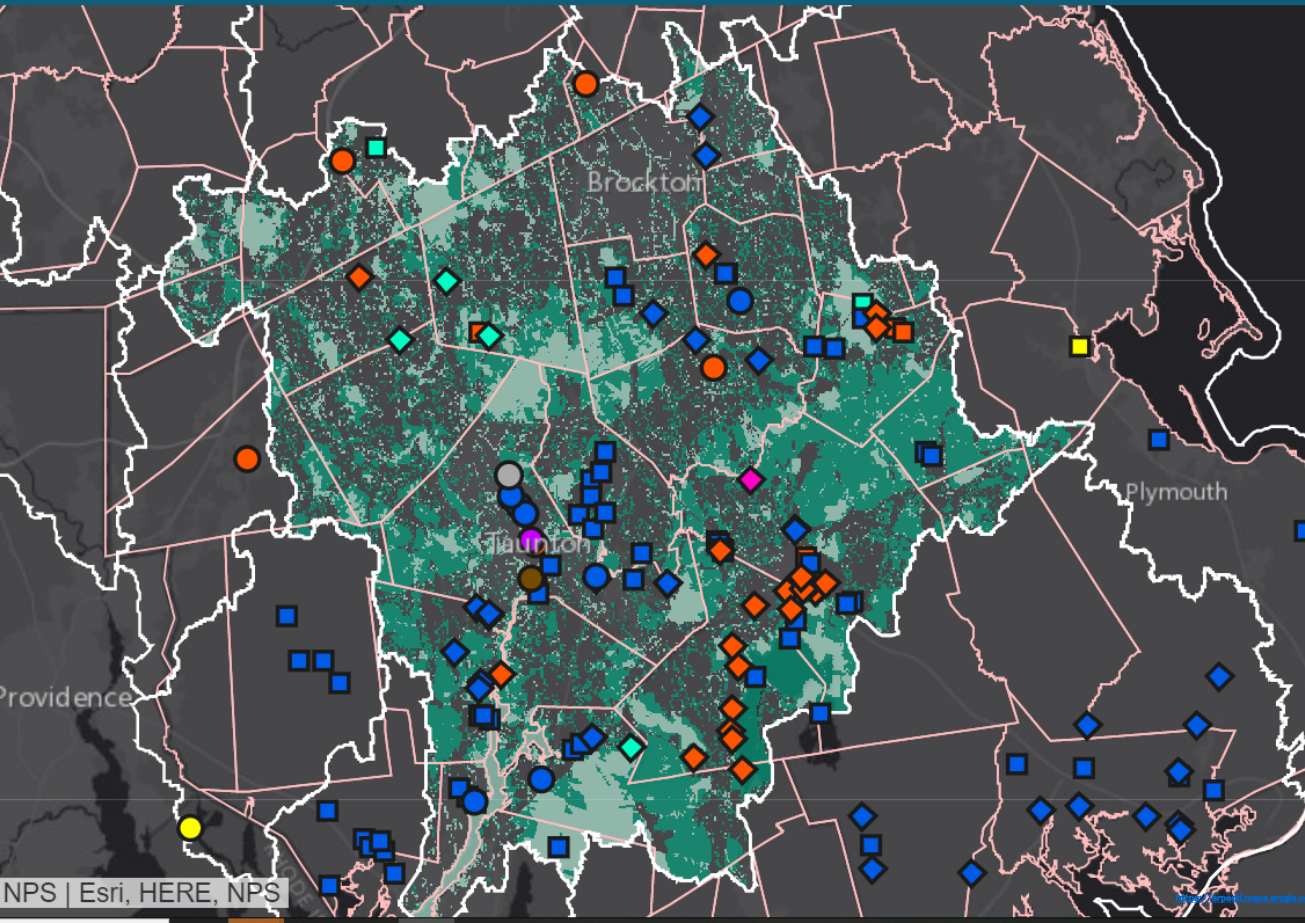 Brockton
Plymouth
Taunton
Providence
NPS | Esri, HERE, NPS